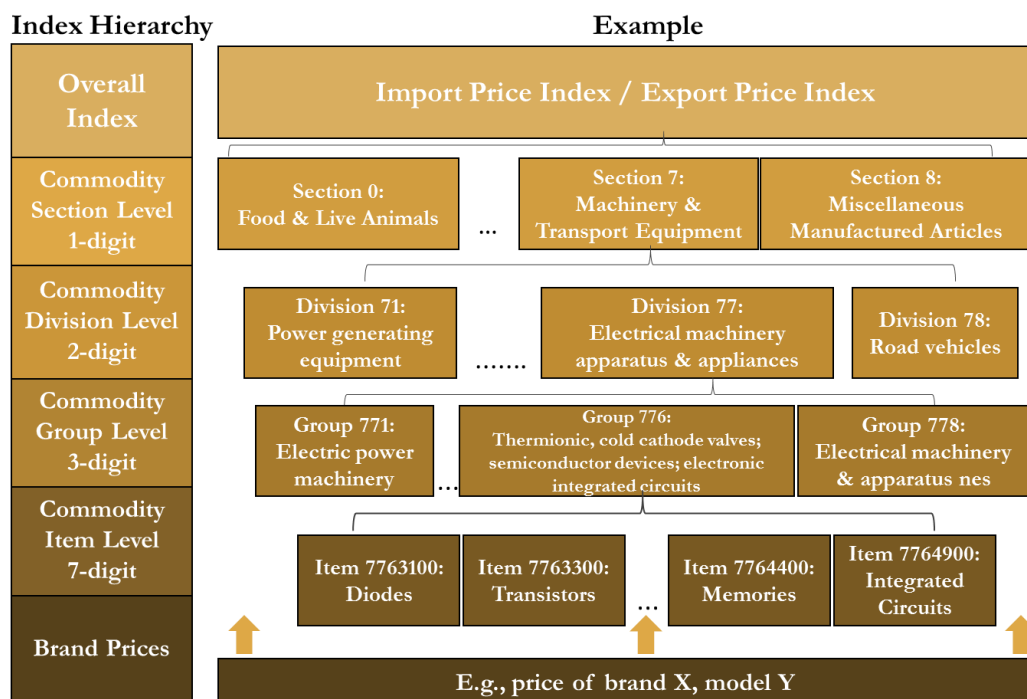 Index Hierarchy
Example
Overall
Index
Import Price Index / Export Price Index
Commodity
Section Level
1-digit
Section 0:
Food & Live Animals
...
Section 7:
Machinery &
Transport Equipment
Section 8:
Miscellaneous
Manufactured Articles
Commodity
Division Level
2-digit
Division 71:
Power generating
equipment
.......
Division 77:
Electrical machinery
apparatus & appliances
Division 78:
Road vehicles
Commodity
Group Level
3-digit
Group 771:
Electric power
machinery
...
Group 776:
Thermionic, cold cathode valves;
semiconductor devices; electronic
integrated circuits
Group 778:
Electrical machinery
& apparatus nes
Commodity
Item Level
7-digit
Item 7763100:
Diodes
Item 7763300:
Transistors
...
Item 7764400:
Memories
Item 7764900:
Integrated
Circuits
Brand Prices
E.g., price of brand X, model Y